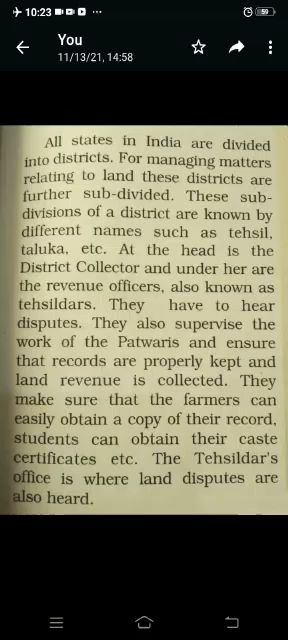 10:23
59
You
11/13/21, 14:58
All states in India are divided
into districts. For managing matters
relating to land these districts are
further sub-divided. These sub-
divisions of a district are known by
different names such as tehsil,
taluka, etc. At the head is the
District Collector and under her are
the revenue officers, also known as
tehsildars. They have to hear
disputes. They also supervise the
work of the Patwaris and ensure
that records are properly kept and
land revenue is collected. They
make sure that the farmers can
easily obtain a copy of their record,
students can obtain their caste
certificates etc. The Tehsildar's
office is where land disputes are
also heard.